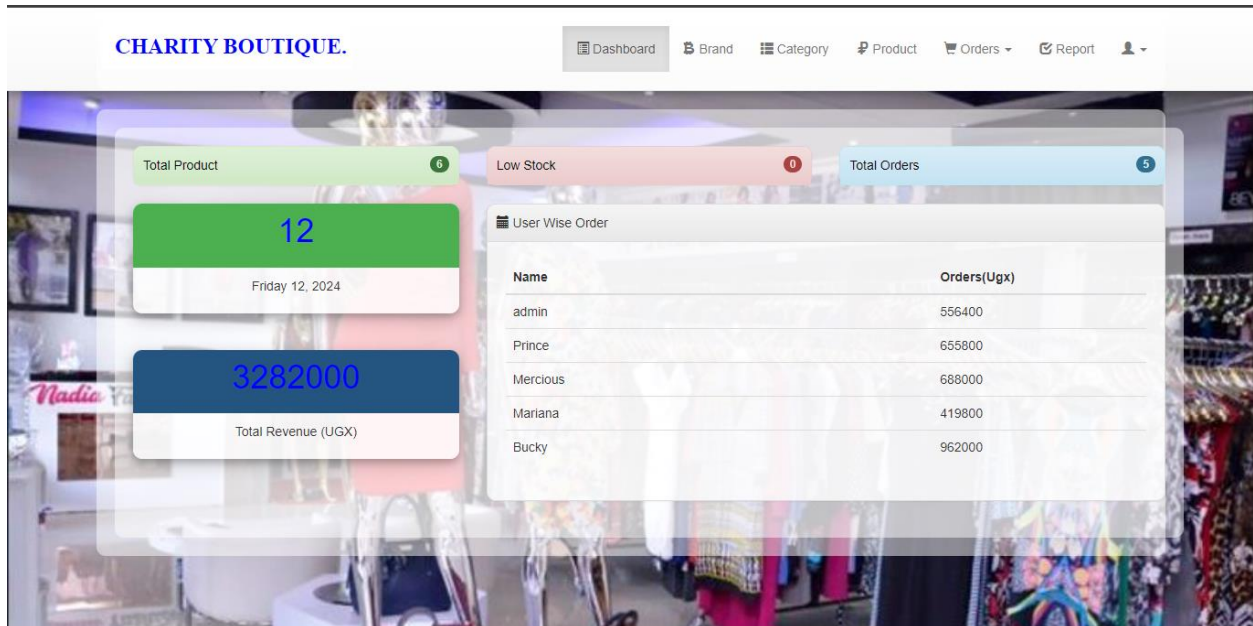 CHARITY BOUTIQUE.
Dashboard Brand Category Product Orders Report
Total Product 6
Low Stock 0
Total Orders 5
12
Friday 12, 2024
3282000
Total Revenue (UGX)
User Wise Order
Name Orders(Ugx)
admin 556400
Prince 655800
Mercious 688000
Mariana 419800
Bucky 962000
Nadia